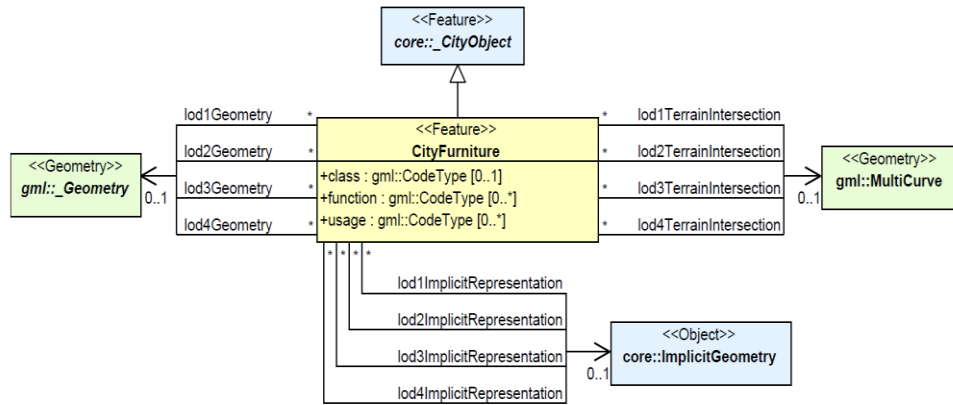 <<Feature>>
core::_CityObject
lod1Geometry *
lod2Geometry *
lod3Geometry *
lod4Geometry *
<<Geometry>>
gml::_Geometry
0..1
<<Feature>>
CityFurniture
+class : gml::CodeType [0..1]
+function : gml::CodeType [0..*]
+usage : gml::CodeType [0..*]
* lod1TerrainIntersection
* lod2TerrainIntersection
* lod3TerrainIntersection
* lod4TerrainIntersection
<<Geometry>>
gml::MultiCurve
0..1
* * * *
lod1ImplicitRepresentation
lod2ImplicitRepresentation
lod3ImplicitRepresentation
lod4ImplicitRepresentation
<<Object>>
core::ImplicitGeometry
0..1